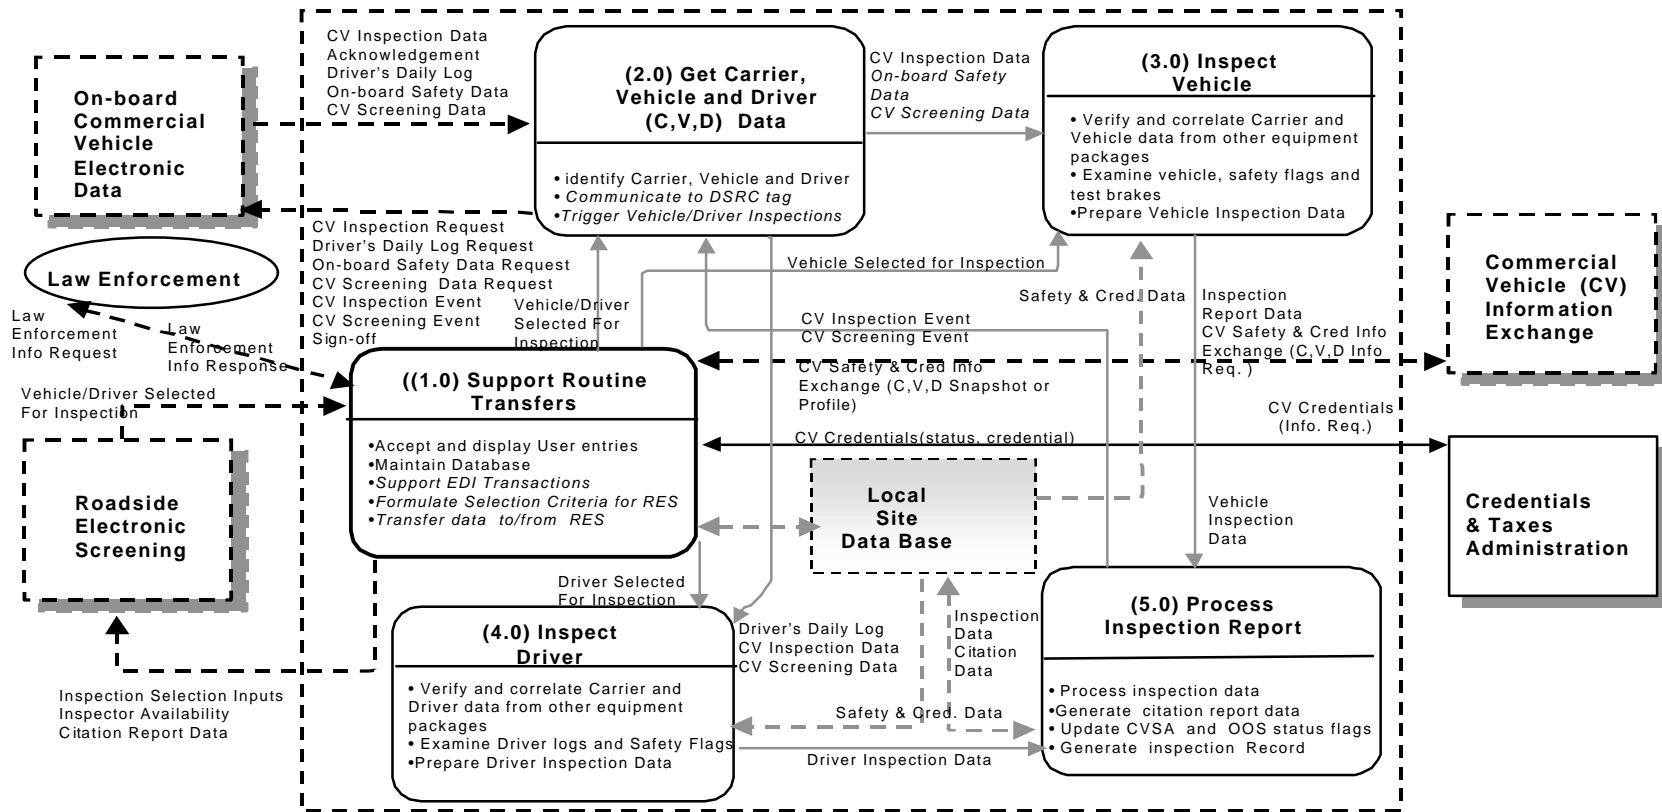 CV Inspection Data
Acknowledgement
Driver's Daily Log
On-board Safety Data
CV Screening Data
On-board
Commercial
Vehicle
Electronic
Data
(2.0) Get Carrier,
Vehicle and Driver
(C,V,D) Data
• identify Carrier, Vehicle and Driver
• Communicate to DSRC tag
• Trigger Vehicle/Driver Inspections
CV Inspection Data
On-board Safety
Data
CV Screening Data
(3.0) Inspect
Vehicle
• Verify and correlate Carrier and
Vehicle data from other equipment
packages
• Examine vehicle, safety flags and
test brakes
•Prepare Vehicle Inspection Data
CV Inspection Request
Driver's Daily Log Request
On-board Safety Data Request
CV Screening Data Request
CV Inspection Event
CV Screening Event
Sign-off
Law Enforcement
Law
Enforcement
Info Request
Law
Enforcement
Info Response
Vehicle/Driver
Selected For
Inspection
Vehicle Selected for Inspection
Safety & Cred. Data
Inspection
Report Data
CV Safety & Cred Info
Exchange (C,V,D Info
Req. )
Commercial
Vehicle (CV)
Information
Exchange
CV Inspection Event
CV Screening Event
CV Safety & Cred Info
Exchange (C,V,D Snapshot or
Profile)
Vehicle/Driver Selected
For Inspection
((1.0) Support Routine
Transfers
•Accept and display User entries
•Maintain Database
•Support EDI Transactions
•Formulate Selection Criteria for RES
•Transfer data to/from RES
CV Credentials(status, credential)
CV Credentials
(Info. Req.)
Roadside
Electronic
Screening
Local
Site
Data Base
Vehicle
Inspection
Data
Credentials
& Taxes
Administration
Driver Selected
For Inspection
(4.0) Inspect
Driver
• Verify and correlate Carrier and
Driver data from other equipment
packages
• Examine Driver logs and Safety Flags
•Prepare Driver Inspection Data
Driver's Daily Log
CV Inspection Data
CV Screening Data
Inspection
Data
Citation
Data
(5.0) Process
Inspection Report
• Process inspection data
•Generate citation report data
• Update CVSA and OOS status flags
• Generate inspection Record
Inspection Selection Inputs
Inspector Availability
Citation Report Data
Safety & Cred. Data
Driver Inspection Data